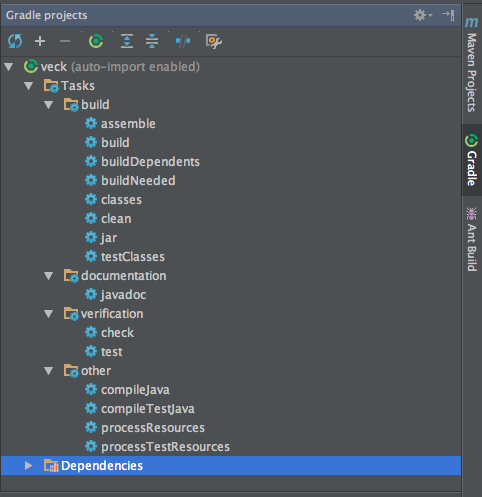 Gradle projects
veck (auto-import enabled)
Tasks
build
assemble
build
buildDependents
buildNeeded
classes
clean
jar
testClasses
documentation
javadoc
verification
check
test
other
compileJava
compileTestJava
processResources
processTestResources
Dependencies
m
Maven Projects
Gradle
Ant Build